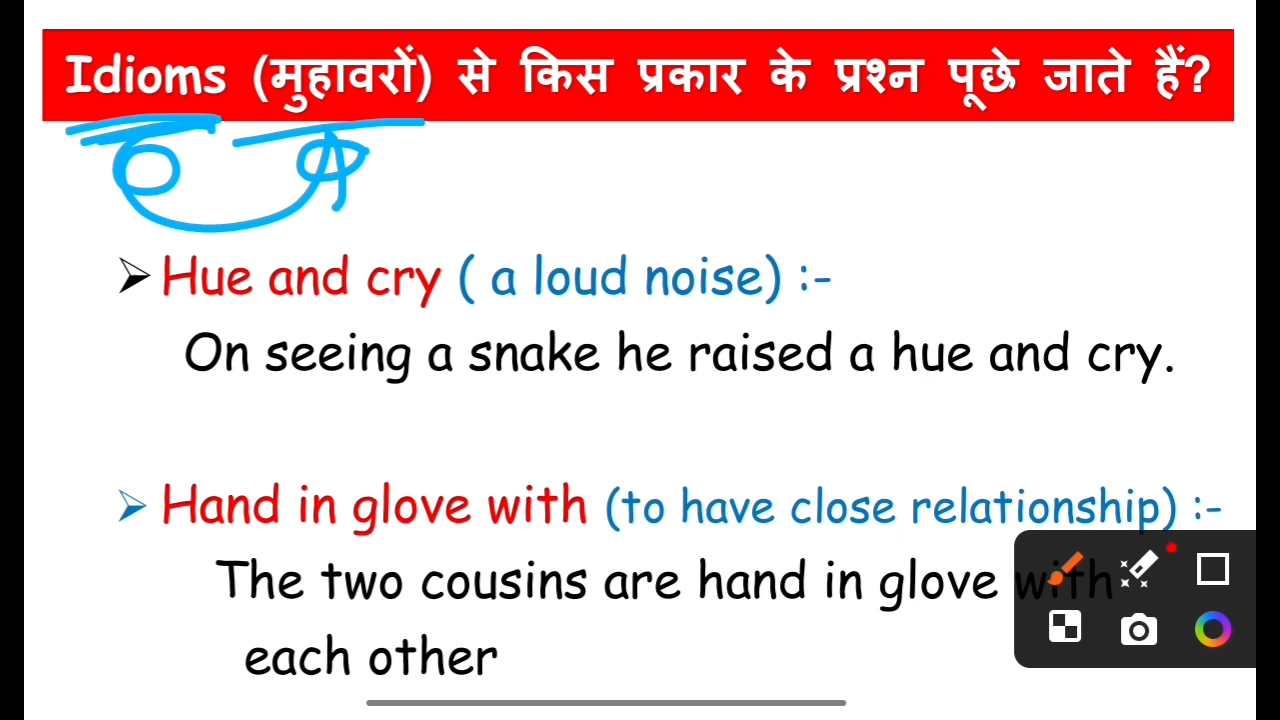 Idioms (मुहावरों) से किस प्रकार के प्रश्न पूछे जाते हैं?
➢ Hue and cry ( a loud noise) :-
On seeing a snake he raised a hue and cry.
➢ Hand in glove with (to have close relationship) :-
The two cousins are hand in glove with
each other